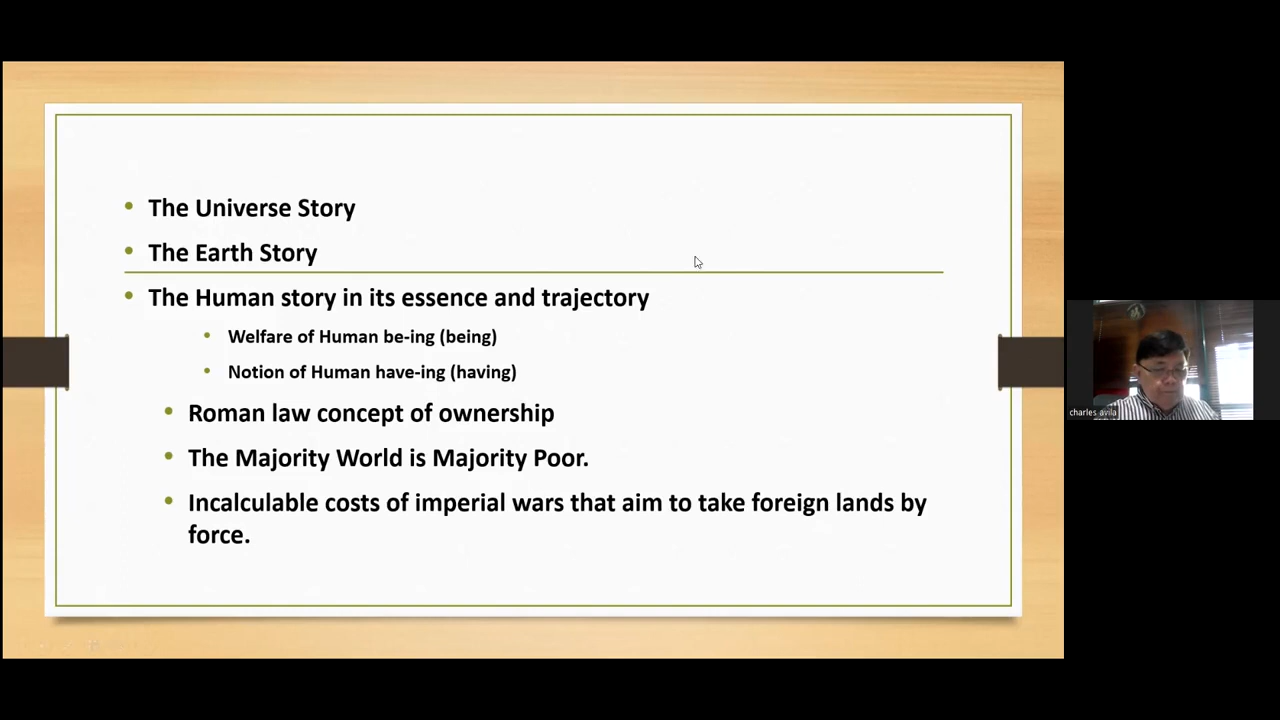 The Universe Story
The Earth Story
The Human story in its essence and trajectory
Welfare of Human be-ing (being)
Notion of Human have-ing (having)
Roman law concept of ownership
The Majority World is Majority Poor.
Incalculable costs of imperial wars that aim to take foreign lands by
force.
charles avila